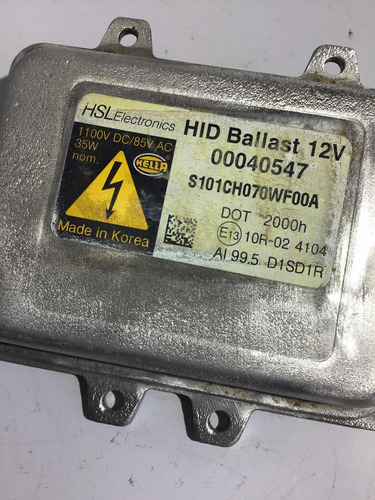 HSLElectronics
HID Ballast 12V
1100V DC/85V AC
35W
nom.
HELLA
00040547
S101CH070WF00A
DOT 2000h
E13 10R-02 4104
AI 99.5 D1SD1R
Made in Korea